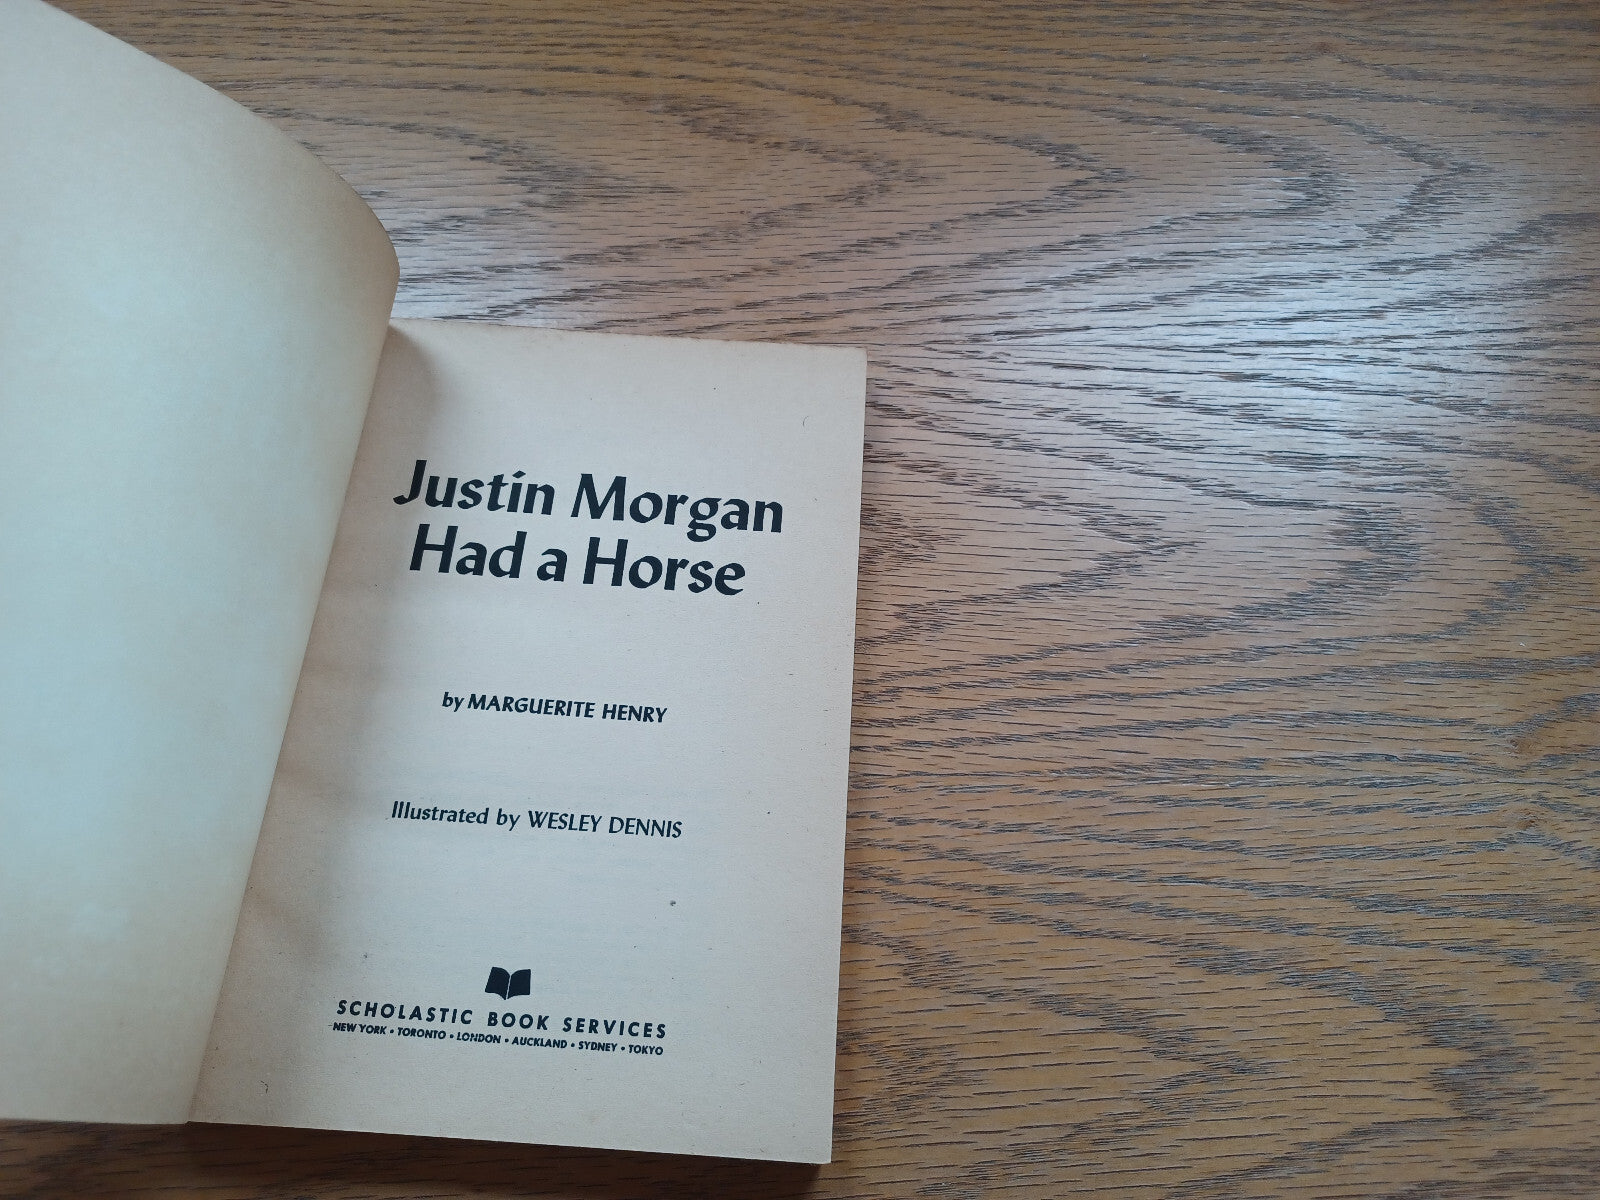 Justin Morgan
Had a Horse
by MARGUERITE HENRY
Illustrated by WESLEY DENNIS
SCHOLASTIC BOOK SERVICES
NEW YORK • TORONTO • LONDON • AUCKLAND • SYDNEY • TOKYO